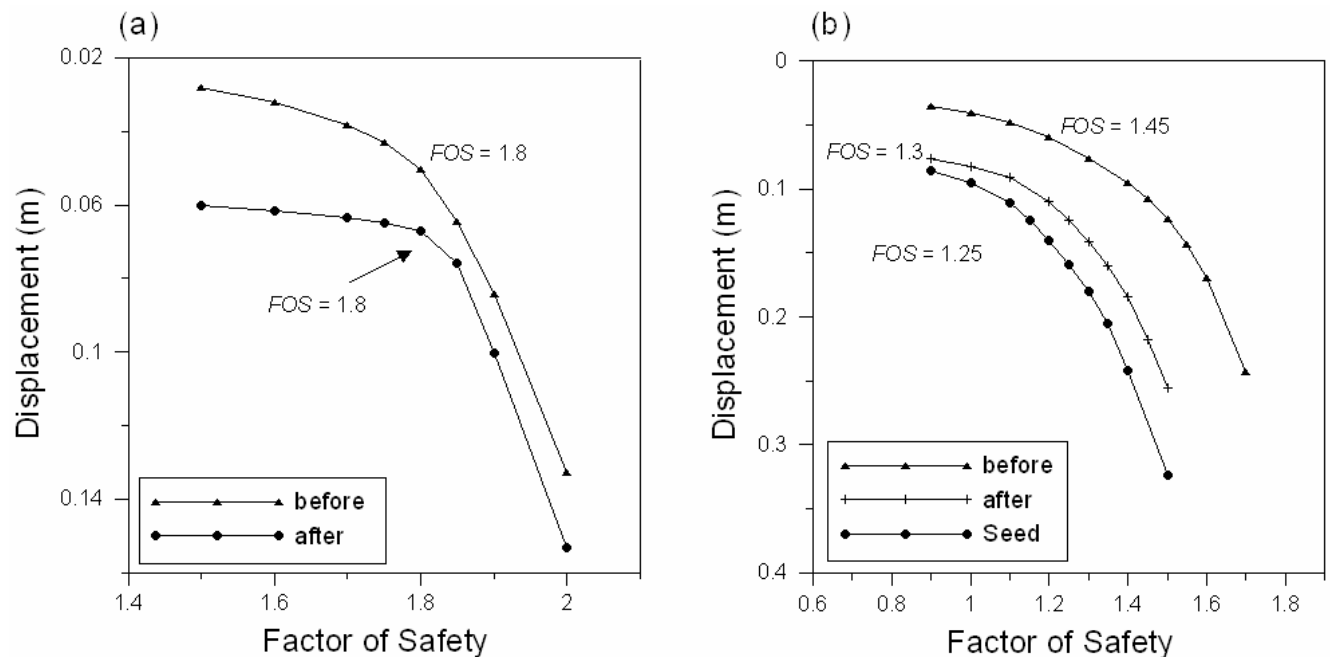 (a)
0.02
0.06
0.1
0.14
Displacement (m)
FOS = 1.8
FOS = 1.8
before
after
1.4
1.6
1.8
2
Factor of Safety
(b)
0
0.1
0.2
0.3
0.4
Displacement (m)
FOS = 1.45
FOS = 1.3
FOS = 1.25
before
after
Seed
0.6
0.8
1
1.2
1.4
1.6
1.8
Factor of Safety